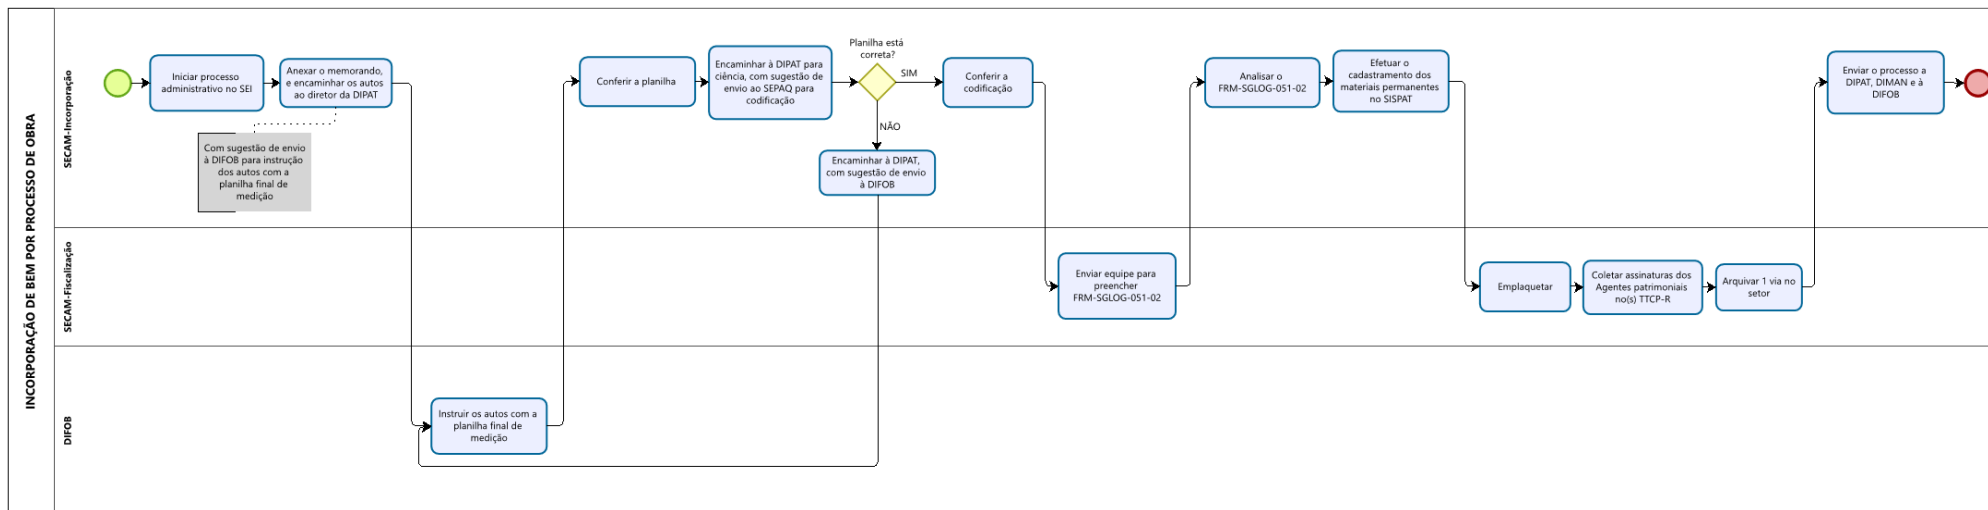 INCORPORAÇÃO DE BEM POR PROCESSO DE OBRA
SECAM-Incorporação
Iniciar processo
administrativo no SEI
Anexar o memorando,
e encaminhar os autos
ao diretor da DIPAT
Com sugestão de envio
à DIFOB para instrução
dos autos com a
planilha final de
medição
Conferir a planilha
Encaminhar à DIPAT para
ciência, com sugestão de
envio ao SEPAQ para
codificação
Planilha está
correta?
SIM
NÃO
Encaminhar à DIPAT,
com sugestão de envio
à DIFOB
Conferir a
codificação
Analisar o
FRM-SGLOG-051-02
Efetuar o
cadastramento dos
materiais permanentes
no SISPAT
Enviar o processo a
DIPAT, DIMAN e à
DIFOB
SECAM-Fiscalização
Enviar equipe para
preencher
FRM-SGLOG-051-02
Emplaquetar
Coletar assinaturas dos
Agentes patrimoniais
no(s) TTCP-R
Arquivar 1 via no
setor
DIFOB
Instruir os autos com a
planilha final de
medição